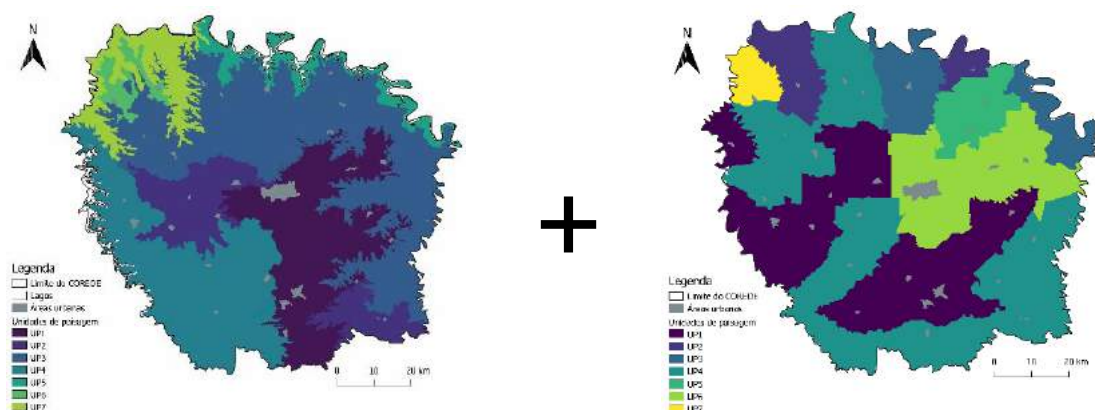 N
Legenda
Limite do COREDE
Lagos
Áreas urbanas
Unidades de paisagem
UP1
UP2
UP3
UP4
UP5
UP6
UP7
0 10 20 km
+
N
Legenda
Limite do COREDE
Áreas urbanas
Unidades de paisagem
UP1
UP2
UP3
UP4
UP5
UP6
UP7
0 10 20 km